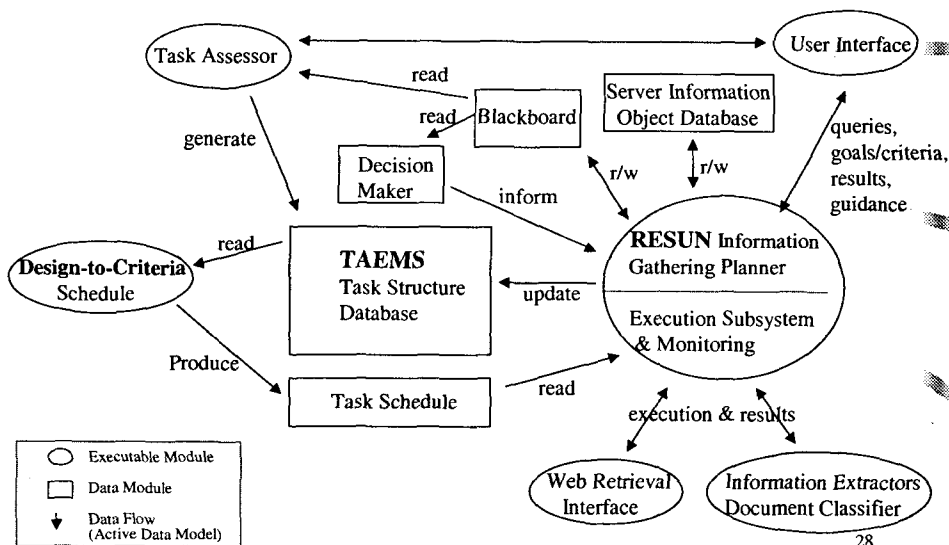 Task Assessor
User Interface
read
Server Information
Object Database
read
Blackboard
generate
queries,
goals/criteria,
results,
guidance
Decision
Maker
r/w
r/w
inform
read
RESUN Information
Gathering Planner
TAEMS
Task Structure
Database
Design-to-Criteria
Schedule
update
Execution Subsystem
& Monitoring
Produce
read
Task Schedule
execution & results
Executable Module
Data Module
Data Flow
(Active Data Model)
Web Retrieval
Interface
Information Extractors
Document Classifier
28